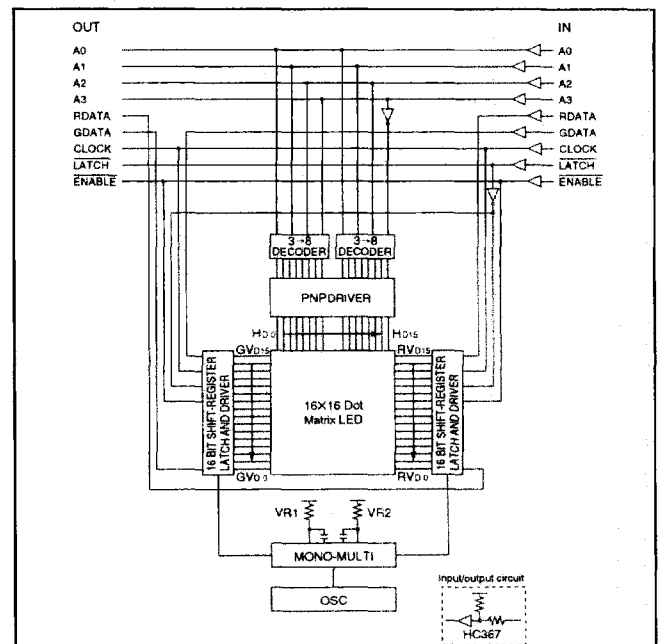 OUT IN
A0 A0
A1 A1
A2 A2
A3 A3
RDATA RDATA
GDATA GDATA
CLOCK CLOCK
LATCH LATCH
ENABLE ENABLE
3→8 DECODER
3→8 DECODER
PNPDRIVER
HD0 HD15
GVD15 RVD15
16 BIT SHIFT-REGISTER
LATCH AND DRIVER
16X16 Dot
Matrix LED
16 BIT SHIFT-REGISTER
LATCH AND DRIVER
GVD0 RVD0
VR1 VR2
MONO-MULTI
OSC
Input/output circuit
HC367